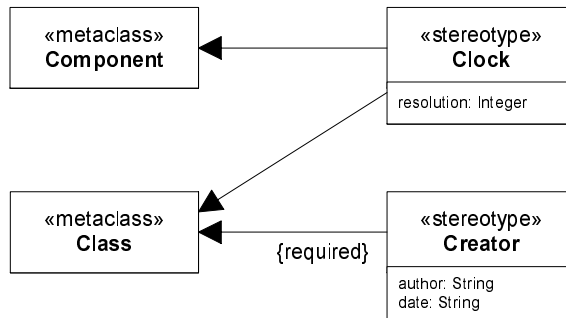 «metaclass»
Component
«stereotype»
Clock
resolution: Integer
«metaclass»
Class
{required}
«stereotype»
Creator
author: String
date: String